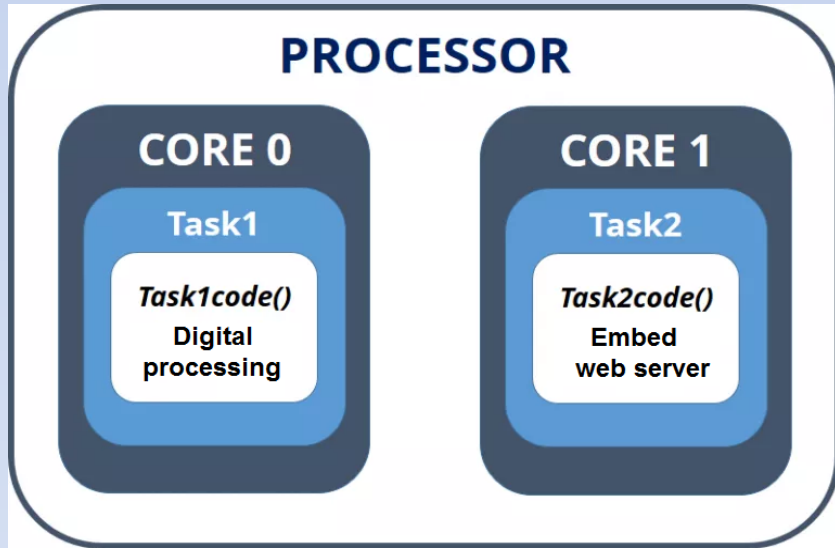 PROCESSOR
CORE 0
Task1
Task1code()
Digital
processing
CORE 1
Task2
Task2code()
Embed
web server